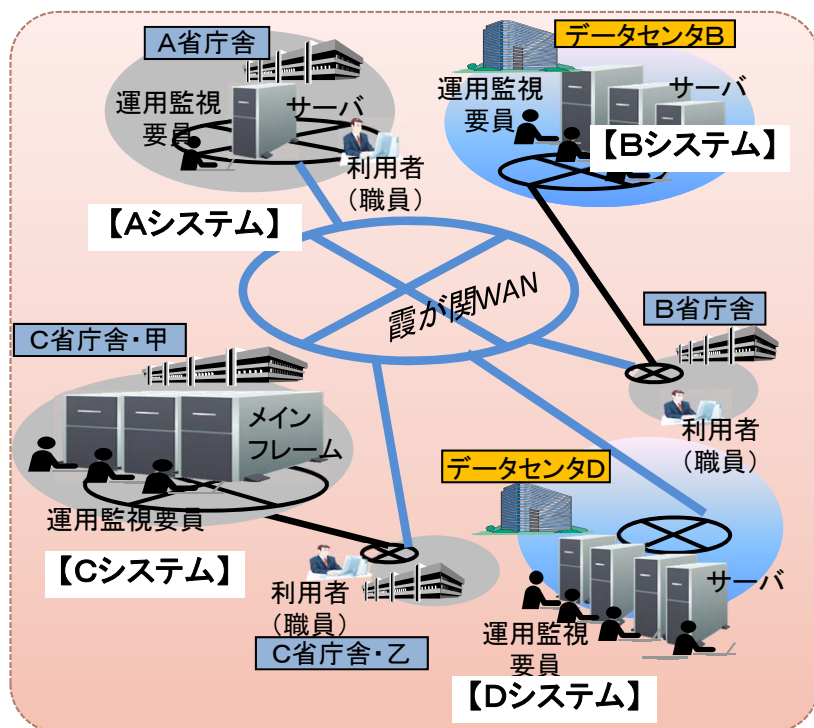 A省庁舎
運用監視
要員
サーバ
利用者
（職員）
【Aシステム】
データセンタB
サーバ
運用監視
要員
【Bシステム】
霞が関WAN
B省庁舎
利用者
（職員）
C省庁舎・甲
メイン
フレーム
運用監視要員
【Cシステム】
利用者
（職員）
C省庁舎・乙
データセンタD
サーバ
運用監視
要員
【Dシステム】